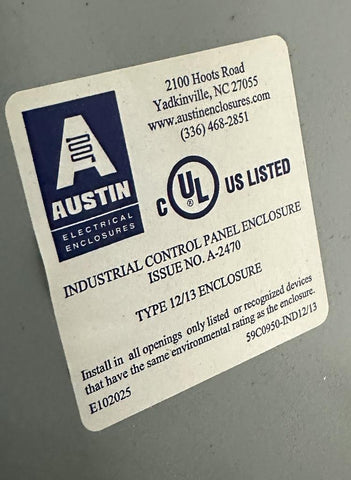 2100 Hoots Road
Yadkinville, NC 27055
www.austinenclosures.com
(336) 468-2851
A
AUSTIN
ELECTRICAL
ENCLOSURES
C UL ® US LISTED
INDUSTRIAL CONTROL PANEL ENCLOSURE
ISSUE NO. A-2470
TYPE 12/13 ENCLOSURE
Install in all openings only listed or recognized devices
that have the same environmental rating as the enclosure.
E102025
59C0950-IND12/13